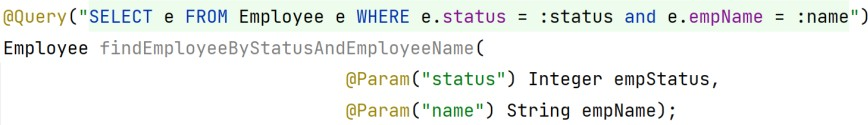 @Query("SELECT e FROM Employee e WHERE e.status = :status and e.empName = :name")
Employee findEmployeeByStatusAndEmployeeName(
@Param("status") Integer empStatus,
@Param("name") String empName);